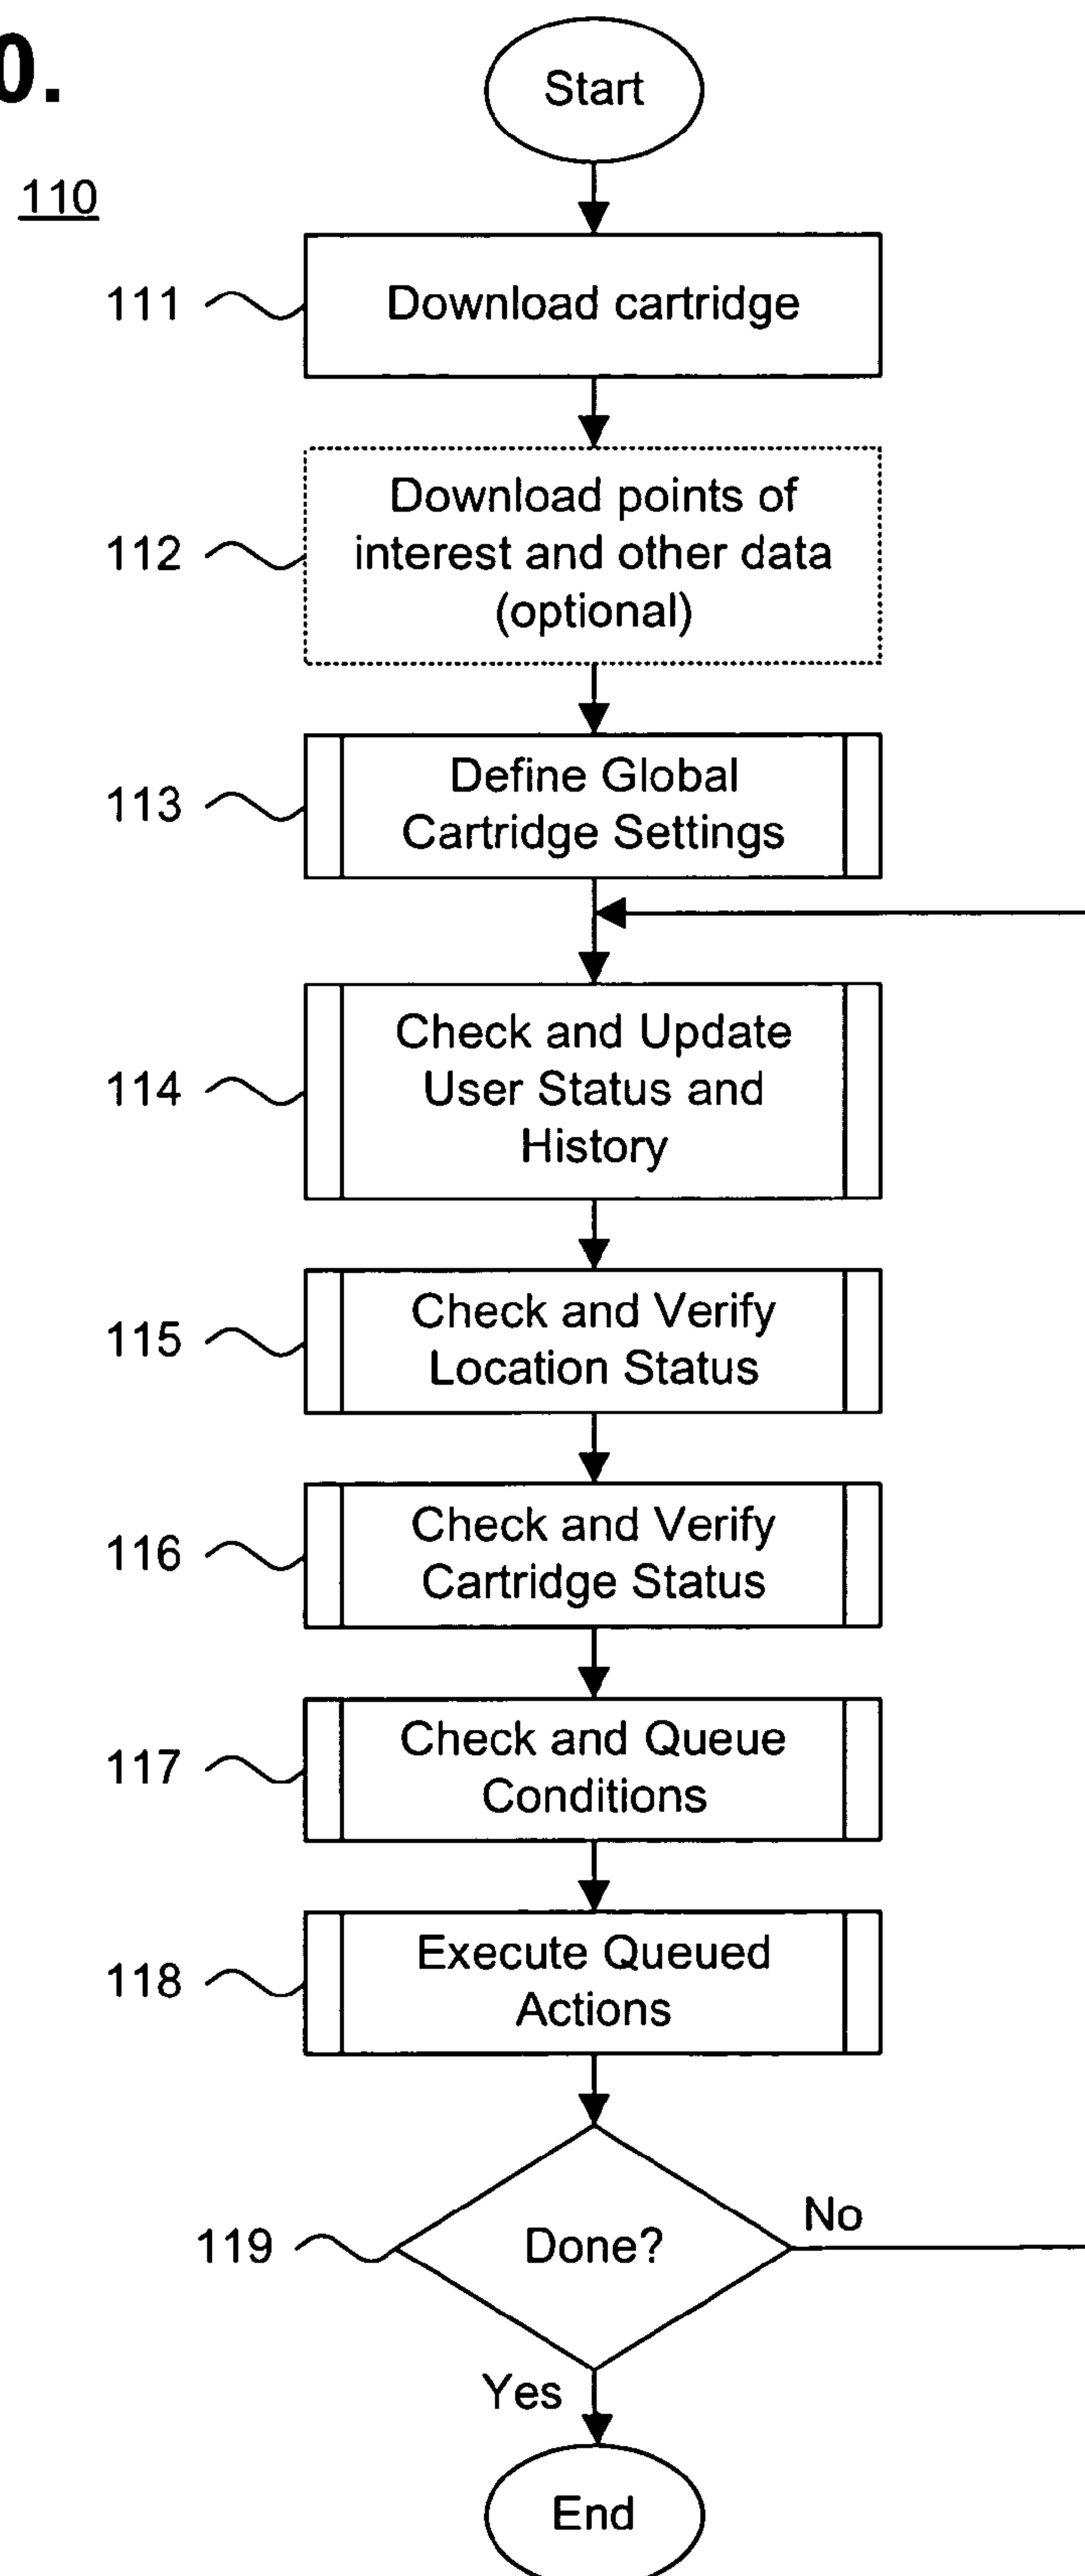 0.
110
Start
111
Download cartridge
112
Download points of
interest and other data
(optional)
113
Define Global
Cartridge Settings
114
Check and Update
User Status and
History
115
Check and Verify
Location Status
116
Check and Verify
Cartridge Status
117
Check and Queue
Conditions
118
Execute Queued
Actions
119
Done?
No
Yes
End